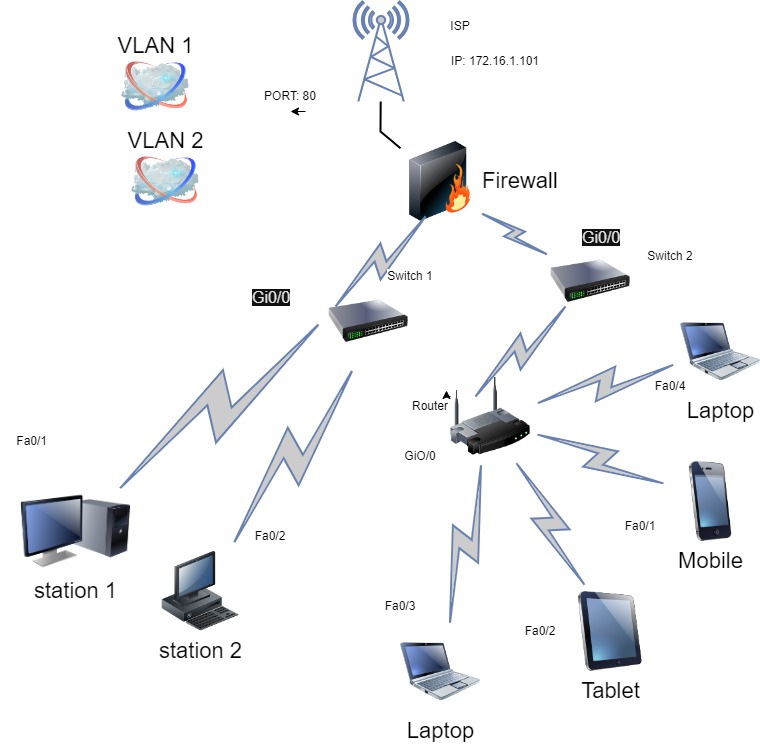 ISP
VLAN 1
IP: 172.16.1.101
PORT: 80
VLAN 2
Firewall
Gi0/0
Switch 2
Switch 1
Gi0/0
Fa0/4
Router
Laptop
Fa0/1
GiO/0
Fa0/1
Fa0/2
Mobile
station 1
Fa0/3
Fa0/2
station 2
Tablet
Laptop